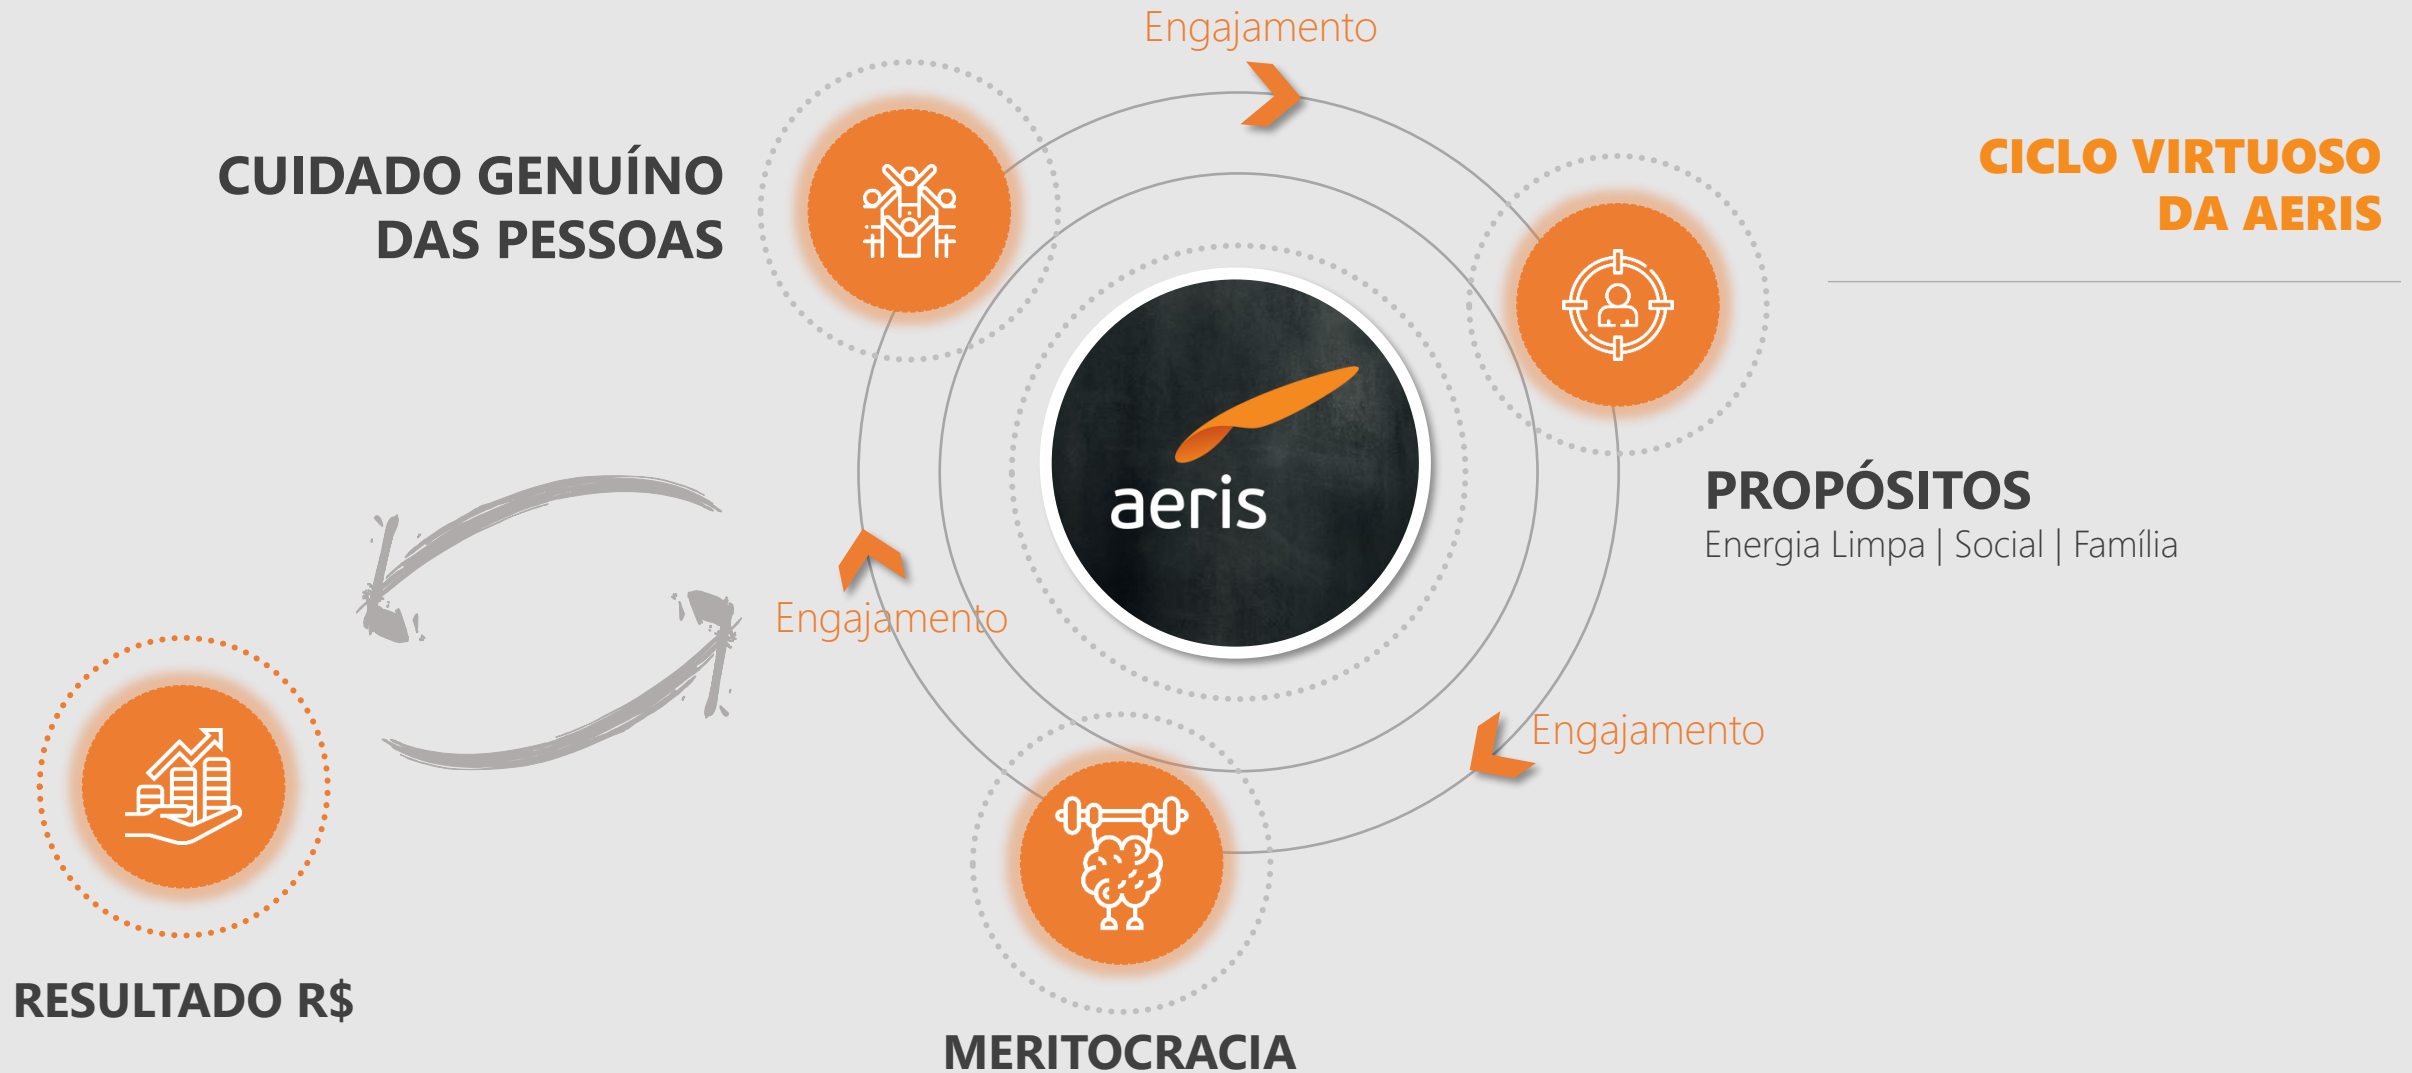 Engajamento
CUIDADO GENUÍNO
DAS PESSOAS
CICLO VIRTUOSO
DA AERIS
aeris
PROPÓSITOS
Energia Limpa | Social | Família
Engajamento
Engajamento
RESULTADO R$
MERITOCRACIA